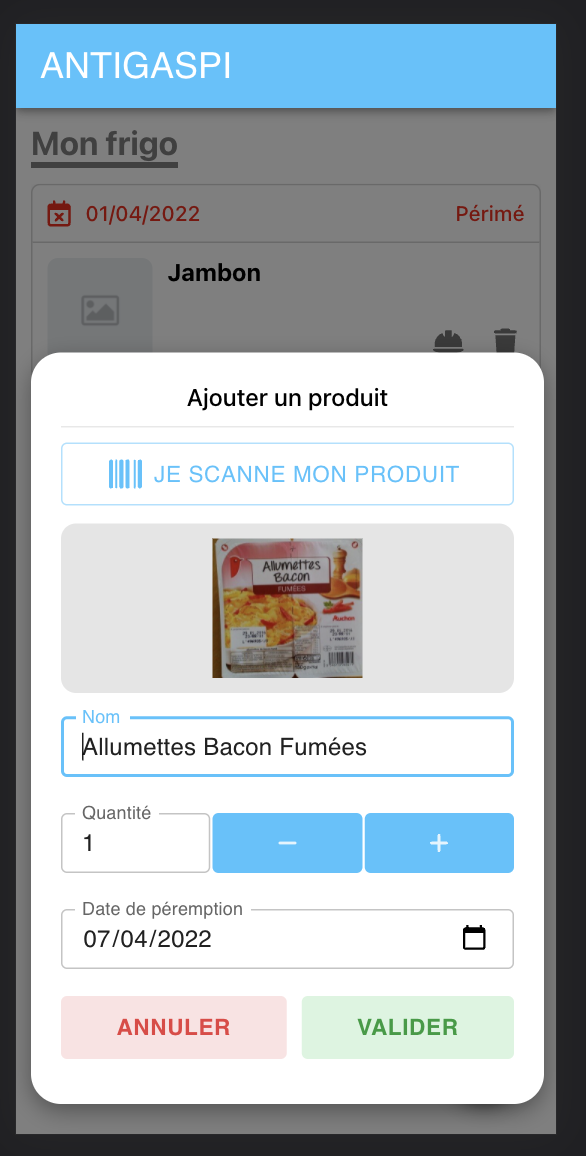 ANTIGASPI
Mon frigo
01/04/2022 Périmé
Jambon
Ajouter un produit
JE SCANNE MON PRODUIT
Allumettes
Bacon
FUMÉES
Auchan
Nom
Allumettes Bacon Fumées
Quantité
1
Date de péremption
07/04/2022
ANNULER VALIDER